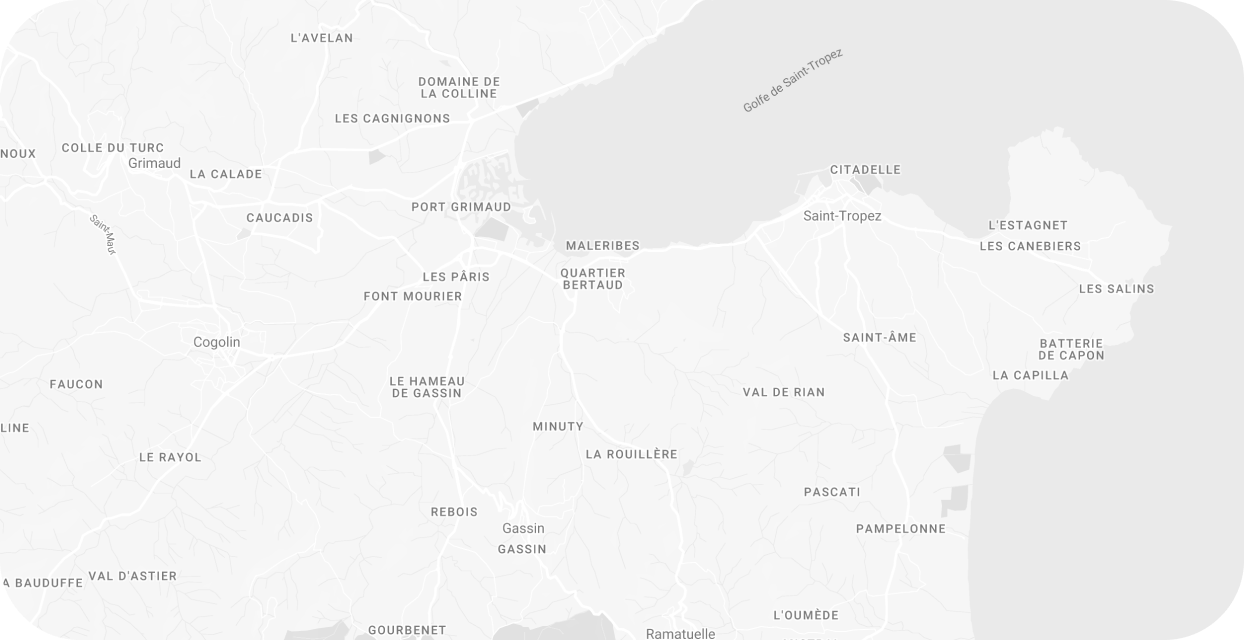 L'AVELAN
Golfe de Saint-Tropez
DOMAINE DE
LA COLLINE
LES CAGNIGNONS
COLLE DU TURC
NOUX
Grimaud
LA CALADE
CITADELLE
PORT GRIMAUD
CAUCADIS
Saint-Tropez
Saint-Maur
L'ESTAGNET
MALERIBES
LES CANEBIERS
LES PÂRIS
QUARTIER
BERTAUD
LES SALINS
FONT MOURIER
Cogolin
SAINT-ÂME
BATTERIE
DE CAPON
LA CAPILLA
FAUCON
LE HAMEAU
DE GASSIN
VAL DE RIAN
LINE
MINUTY
LE RAYOL
LA ROUILLÈRE
PASCATI
REBOIS
Gassin
PAMPELONNE
GASSIN
A BAUDUFFE
VAL D'ASTIER
L'OUMÈDE
GOURBENET
Ramatuelle